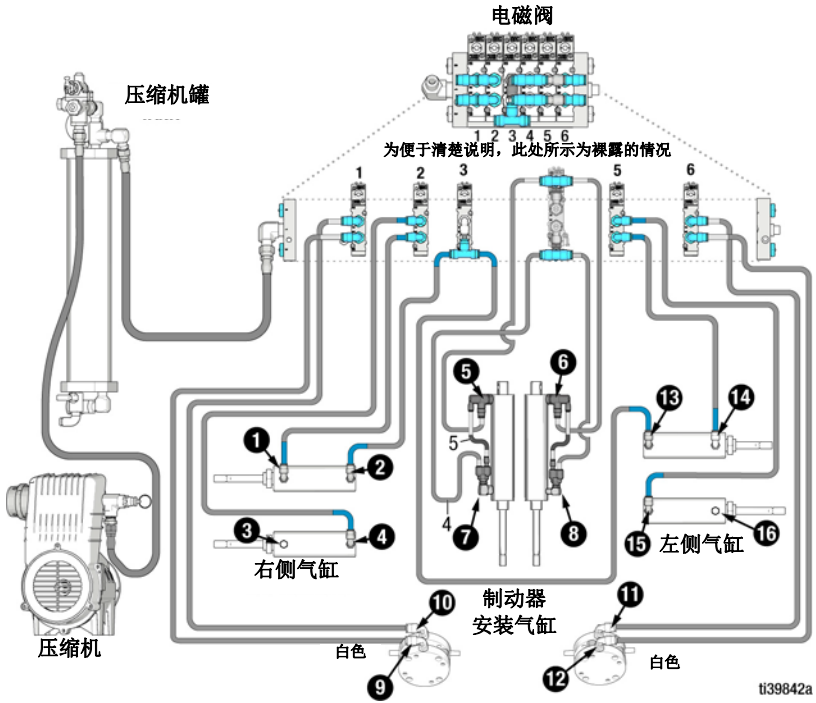 电磁阀
压缩机罐
1 2 3 4 5 6
为便于清楚说明，此处所示为裸露的情况
1 2 3 5 6
5 6
13 14
5
1 2
4
7 8
3 4
15 16
右侧气缸
左侧气缸
制动器
安装气缸
10 11
压缩机
白色
白色
9 12
ti39842a